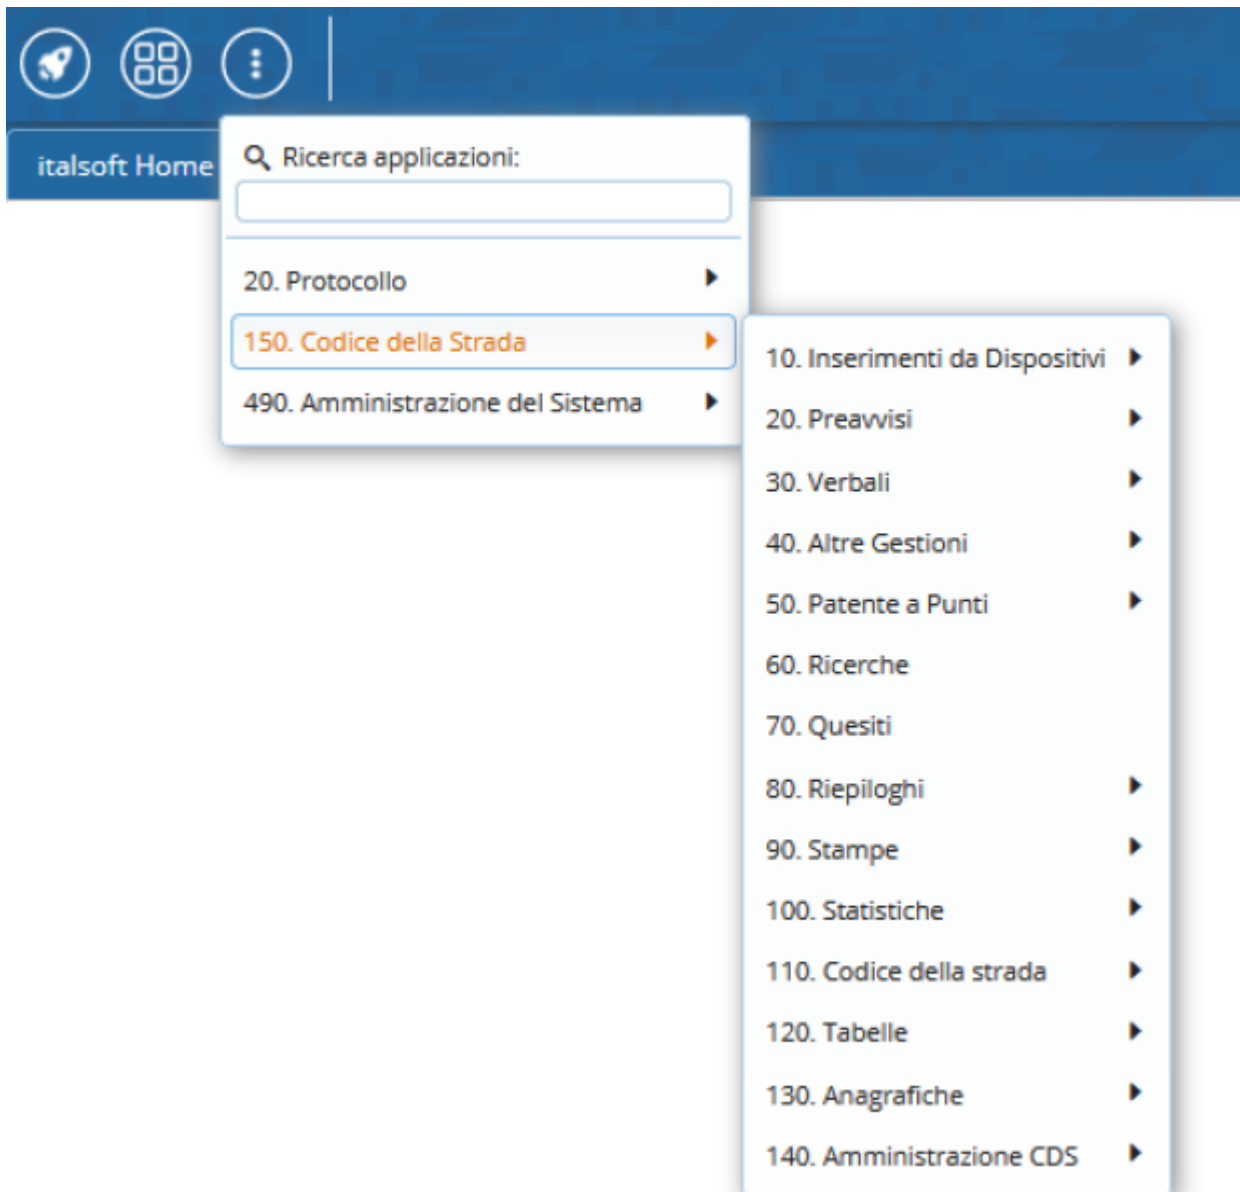 italsoft Home
Ricerca applicazioni:
20. Protocollo
150. Codice della Strada
490. Amministrazione del Sistema
10. Inserimenti da Dispositivi
20. Preavvisi
30. Verbali
40. Altre Gestioni
50. Patente a Punti
60. Ricerche
70. Quesiti
80. Riepiloghi
90. Stampe
100. Statistiche
110. Codice della strada
120. Tabelle
130. Anagrafiche
140. Amministrazione CDS